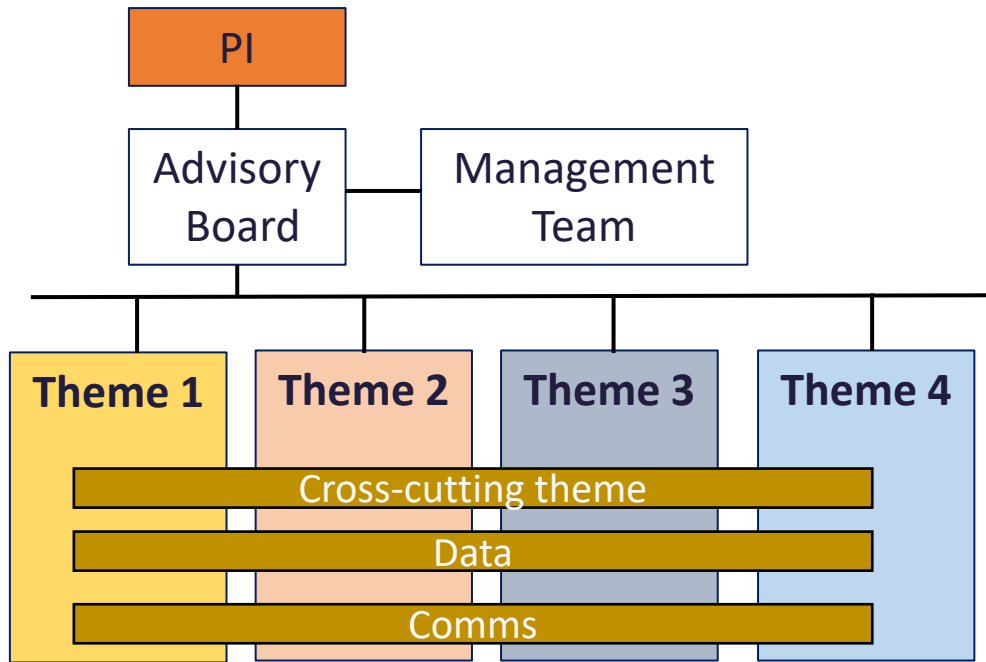 PI
Advisory
Board
Management
Team
Theme 1
Theme 2
Theme 3
Theme 4
Cross-cutting theme
Data
Comms